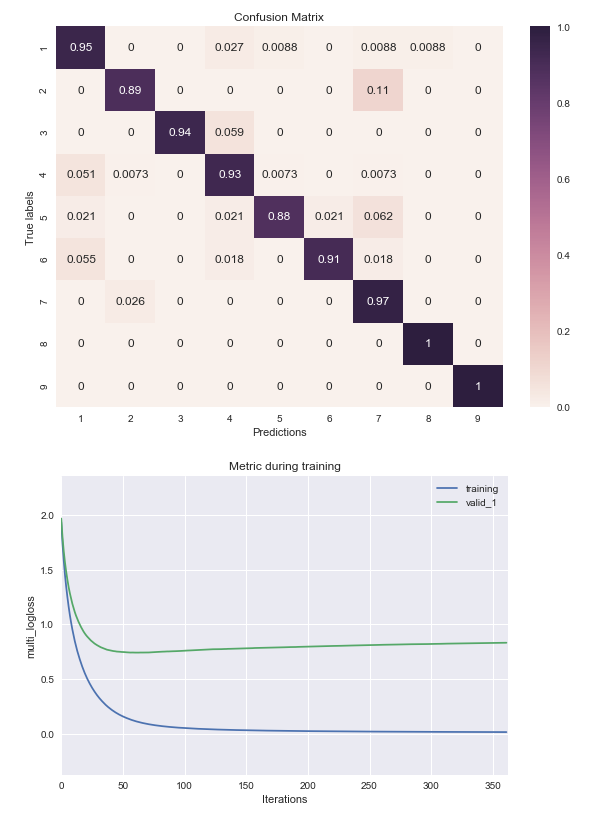 Confusion Matrix
1 0.95 0 0 0.027 0.0088 0 0.0088 0.0088 0
2 0 0.89 0 0 0 0 0.11 0 0
3 0 0 0.94 0.059 0 0 0 0 0
4 0.051 0.0073 0 0.93 0.0073 0 0.0073 0 0
5 0.021 0 0 0.021 0.88 0.021 0.062 0 0
6 0.055 0 0 0.018 0 0.91 0.018 0 0
7 0 0.026 0 0 0 0 0.97 0 0
8 0 0 0 0 0 0 0 1 0
9 0 0 0 0 0 0 0 0 1
True labels
1 2 3 4 5 6 7 8 9
Predictions
1.0
0.8
0.6
0.4
0.2
0.0
Metric during training
training
valid_1
2.0
1.5
1.0
0.5
0.0
multi_logloss
0 50 100 150 200 250 300 350
Iterations